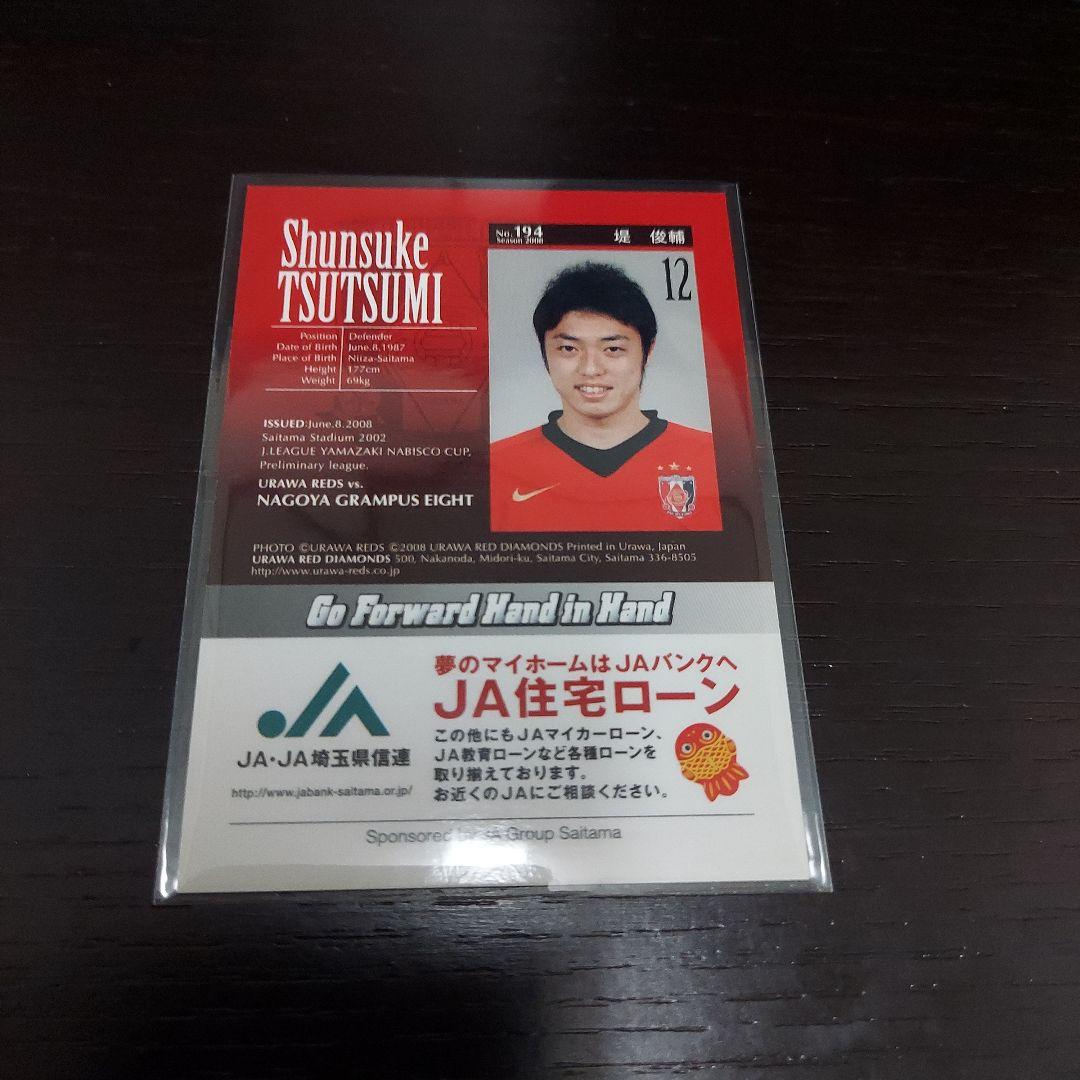 Shunsuke
TSUTSUMI
Position Defender
Date of Birth June.8.1987
Place of Birth Niiza-Saitama
Height 177cm
Weight 69kg
ISSUED:June.8.2008
Saitama Stadium 2002
J.LEAGUE YAMAZAKI NABISCO CUP,
Preliminary league.
URAWA REDS vs.
NAGOYA GRAMPUS EIGHT
No.194
Season 2008
堤 俊輔
12
PHOTO ©URAWA REDS ©2008 URAWA RED DIAMONDS Printed in Urawa, Japan
URAWA RED DIAMONDS 500, Nakanoda, Midori-ku, Saitama City, Saitama 336-8505
http://www.urawa-reds.co.jp
Go Forward Hand in Hand
JA
JA・JA埼玉県信連
http://www.jabank-saitama.or.jp/
夢のマイホームはJAバンクへ
JA住宅ローン
この他にもJAマイカーローン、
JA教育ローンなど各種ローンを
取り揃えております。
お近くのJAにご相談ください。
Sponsored JA Group Saitama